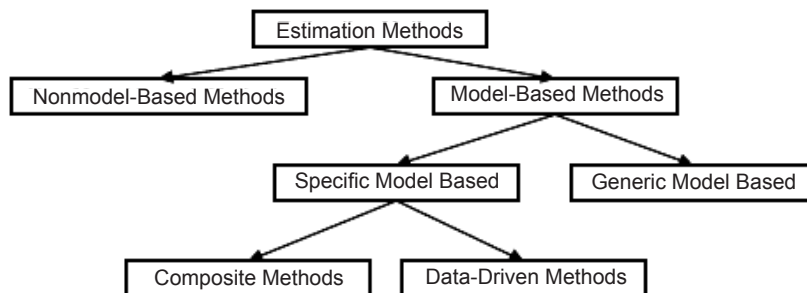 Estimation Methods
Nonmodel-Based Methods
Model-Based Methods
Specific Model Based
Generic Model Based
Composite Methods
Data-Driven Methods